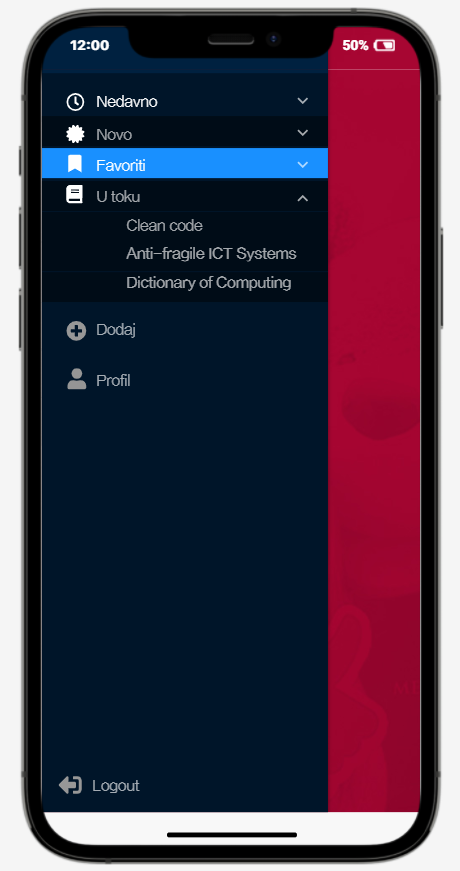 12:00
50%
Nedavno
Novo
Favoriti
U toku
Clean code
Anti-fragile ICT Systems
Dictionary of Computing
Dodaj
Profil
Logout